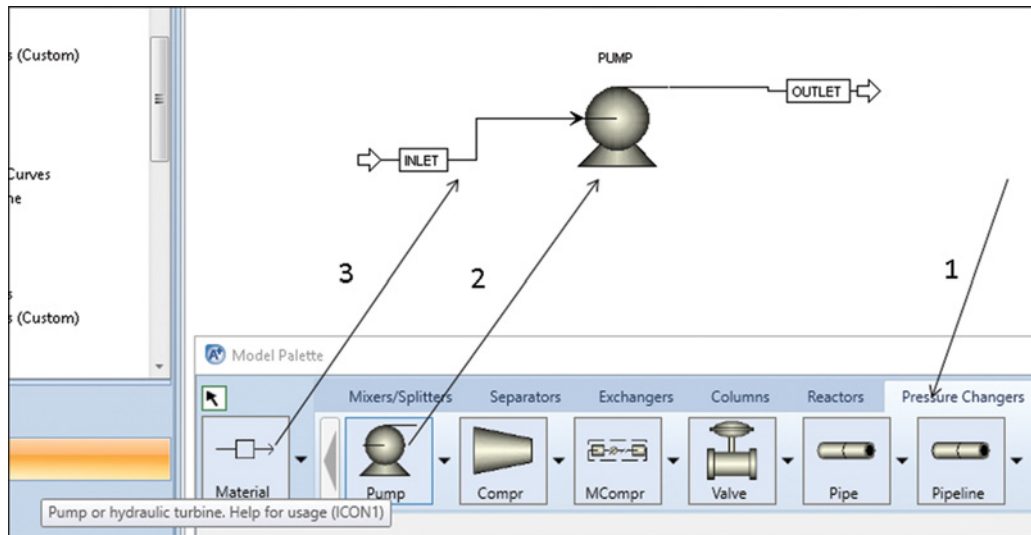 s (Custom)
PUMP
OUTLET
INLET
Curves
ne
3
2
1
s
s (Custom)
Model Palette
Mixers/Splitters Separators Exchangers Columns Reactors Pressure Changers
Material Pump Compr MCompr Valve Pipe Pipeline
Pump or hydraulic turbine. Help for usage (ICON1)